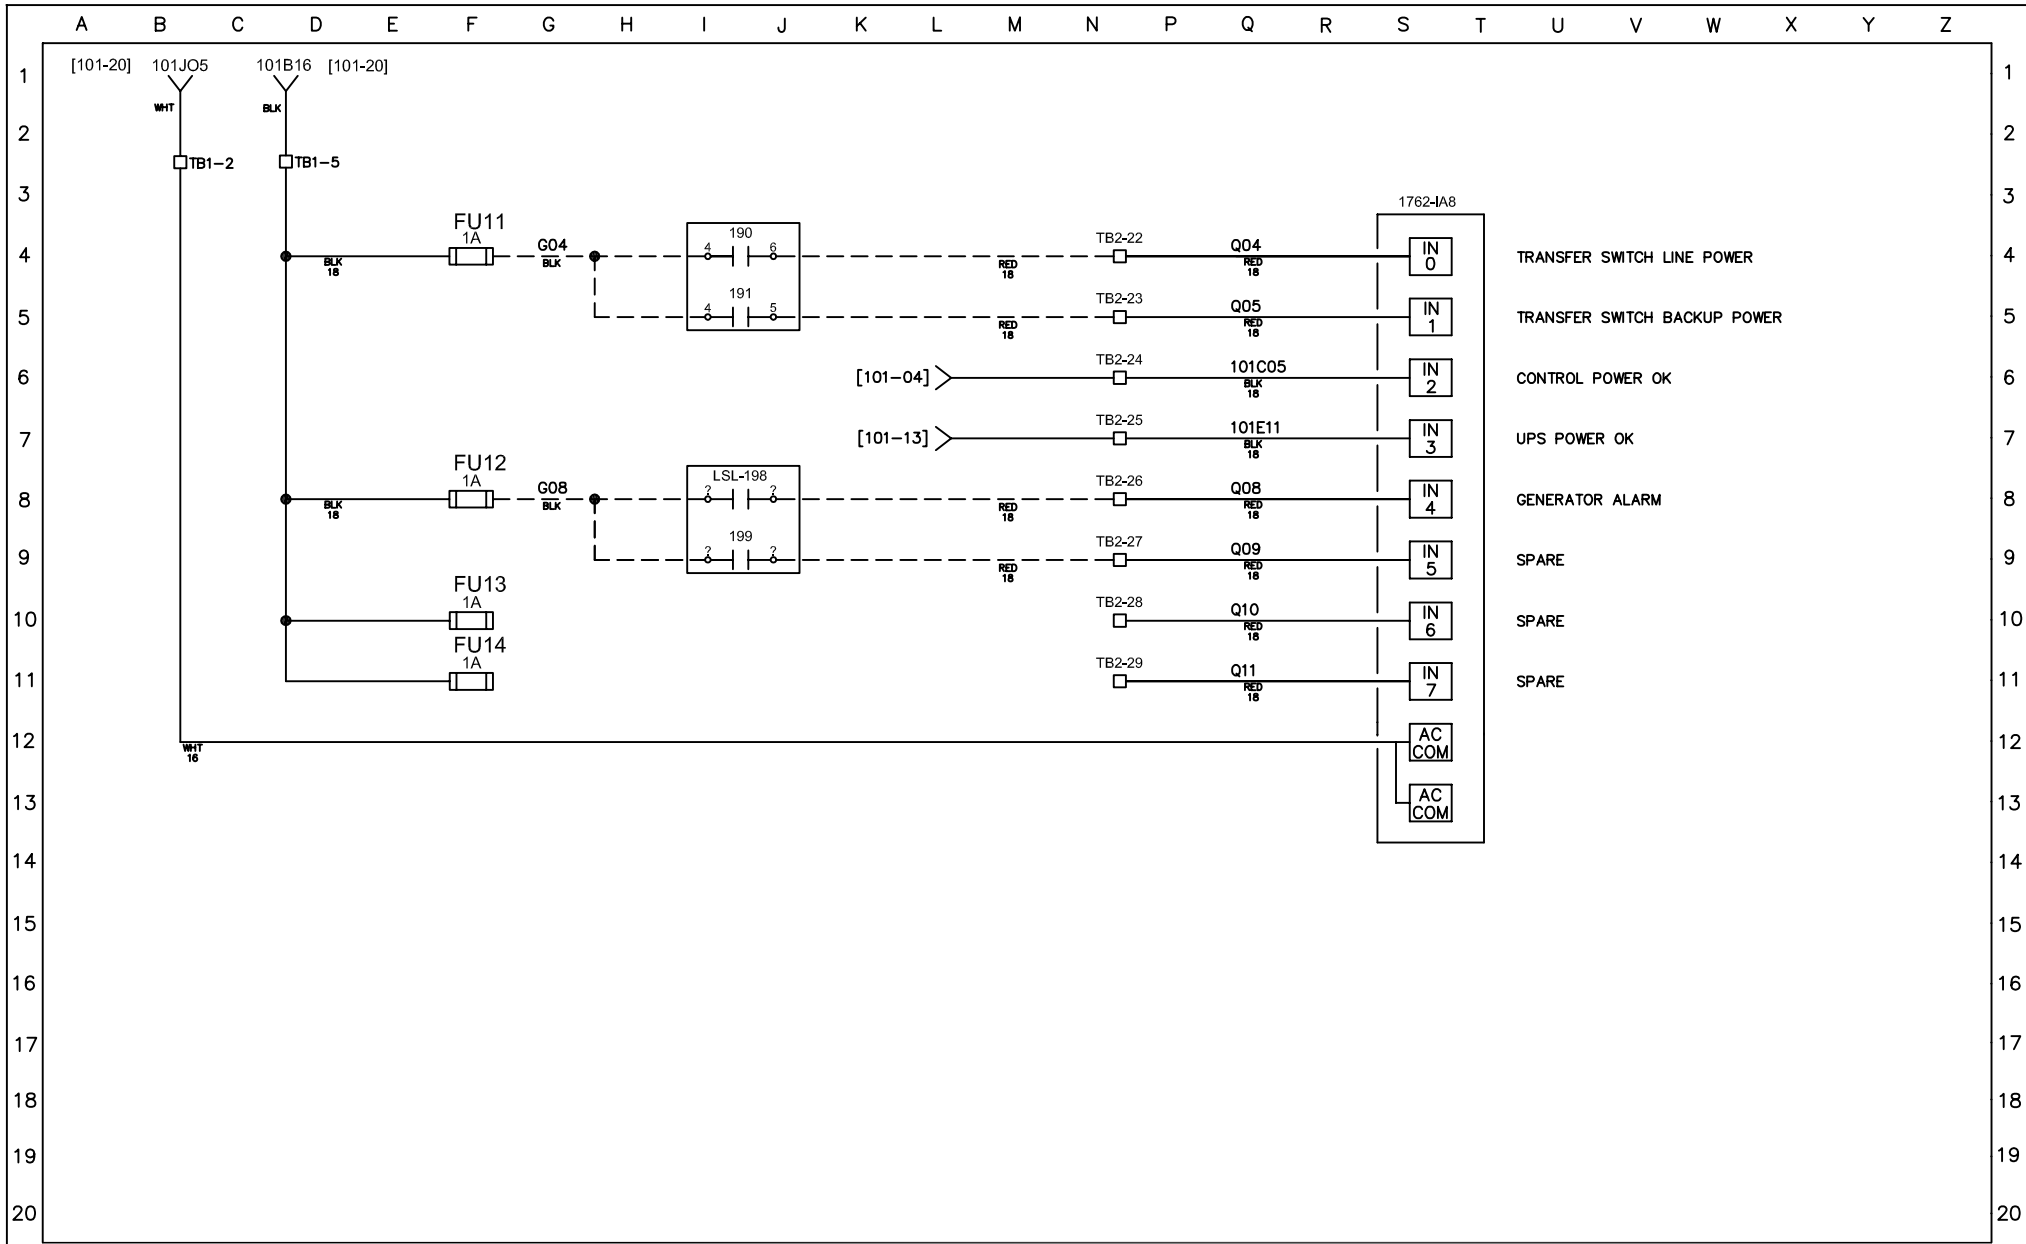 A B C D E F G H I J K L M N P Q R S T U V W X Y Z
1 [101-20] 101JO5 101B16 [101-20] 1
WHT BLK
2 2
TB1-2 TB1-5
3 3
1762-IA8
FU11
1A 190
4 G04 4 6 TB2-22 Q04 IN 0 TRANSFER SWITCH LINE POWER 4
BLK 18 BLK RED 18 RED 18
191
5 4 5 TB2-23 Q05 IN 1 TRANSFER SWITCH BACKUP POWER 5
RED 18 RED 18
6 [101-04] TB2-24 101C05 IN 2 CONTROL POWER OK 6
BLK 18
7 [101-13] TB2-25 101E11 IN 3 UPS POWER OK 7
BLK 18
FU12
1A LSL-198
8 G08 ? ? TB2-26 Q08 IN 4 GENERATOR ALARM 8
BLK 18 BLK RED 18 RED 18
199
9 ? ? TB2-27 Q09 IN 5 SPARE 9
RED 18 RED 18
FU13
1A
10 TB2-28 Q10 IN 6 SPARE 10
RED 18
FU14
1A
11 TB2-29 Q11 IN 7 SPARE 11
RED 18
12 AC COM 12
WHT 16
13 AC COM 13
14 14
15 15
16 16
17 17
18 18
19 19
20 20